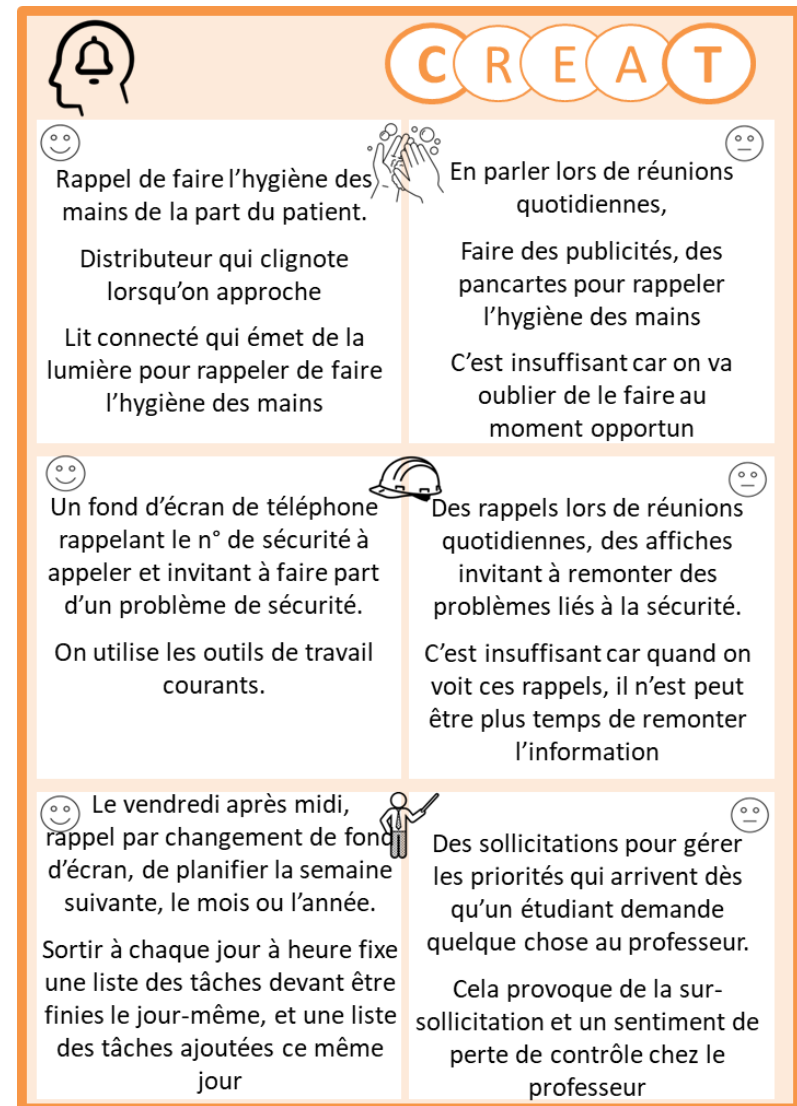 CREAT
Rappel de faire l’hygiène des
mains de la part du patient.
Distributeur qui clignote
lorsqu’on approche
Lit connecté qui émet de la
lumière pour rappeler de faire
l’hygiène des mains
En parler lors de réunions
quotidiennes,
Faire des publicités, des
pancartes pour rappeler
l’hygiène des mains
C’est insuffisant car on va
oublier de le faire au
moment opportun
Un fond d’écran de téléphone
rappelant le n° de sécurité à
appeler et invitant à faire part
d’un problème de sécurité.
On utilise les outils de travail
courants.
Des rappels lors de réunions
quotidiennes, des affiches
invitant à remonter des
problèmes liés à la sécurité.
C’est insuffisant car quand on
voit ces rappels, il n’est peut
être plus temps de remonter
l’information
Le vendredi après midi,
rappel par changement de fond
d’écran, de planifier la semaine
suivante, le mois ou l’année.
Sortir à chaque jour à heure fixe
une liste des tâches devant être
finies le jour-même, et une liste
des tâches ajoutées ce même
jour
Des sollicitations pour gérer
les priorités qui arrivent dès
qu’un étudiant demande
quelque chose au professeur.
Cela provoque de la sur-
sollicitation et un sentiment de
perte de contrôle chez le
professeur